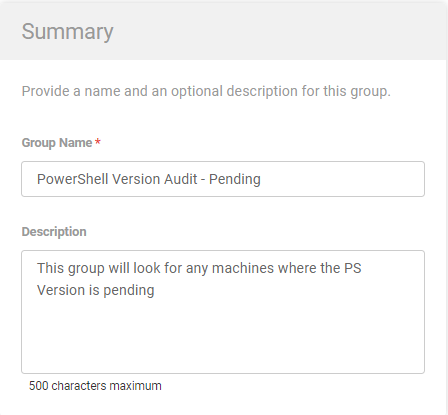 Summary
Provide a name and an optional description for this group.
Group Name *
PowerShell Version Audit - Pending
Description
This group will look for any machines where the PS
Version is pending
500 characters maximum